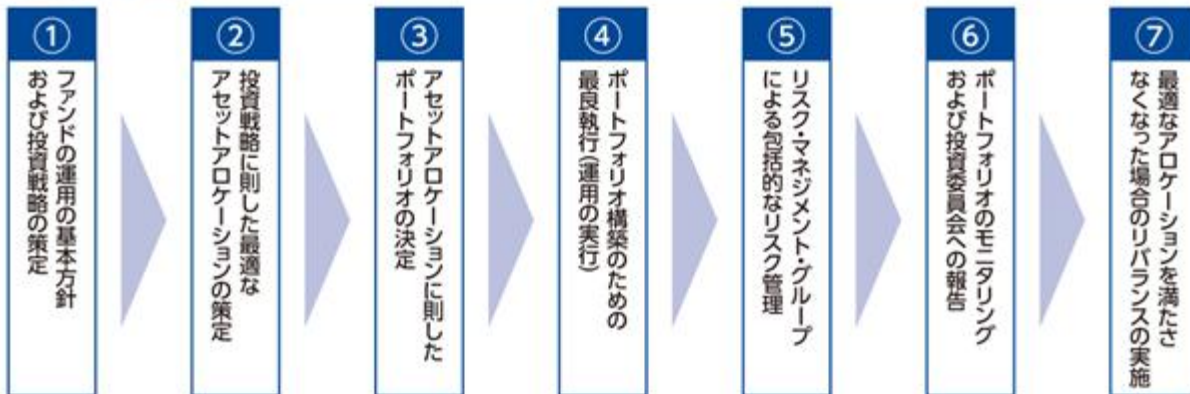 ①
ファンドの運用の基本方針
および投資戦略の策定
②
投資戦略に則した最適な
アセットアロケーションの策定
③
アセットアロケーションに則した
ポートフォリオの決定
④
ポートフォリオ構築のための
最良執行(運用の実行)
⑤
リスク・マネジメント・グループ
による包括的なリスク管理
⑥
ポートフォリオのモニタリング
および投資委員会への報告
⑦
最適なアロケーションを満たさ
なくなった場合のリバランスの実施